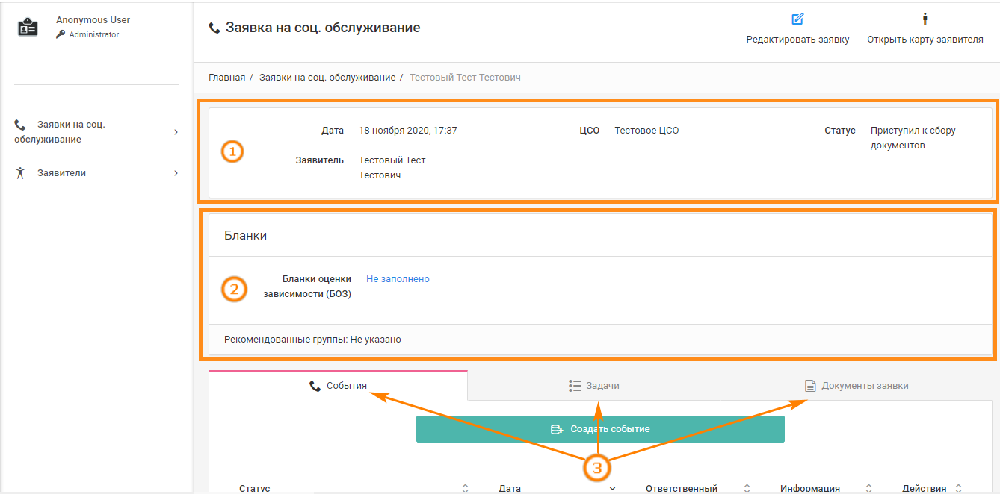 Anonymous User
Administrator
Заявки на соц.
обслуживание
Заявители
Заявка на соц. обслуживание
Редактировать заявку
Открыть карту заявителя
Главная / Заявки на соц. обслуживание / Тестовый Тест Тестович
1
Дата 18 ноября 2020, 17:37
Заявитель Тестовый Тест
Тестович
ЦСО Тестовое ЦСО
Статус Приступил к сбору
документов
Бланки
2
Бланки оценки
зависимости (БОЗ)
Не заполнено
Рекомендованные группы: Не указано
События
Задачи
Документы заявки
Создать событие
3
Статус
Дата
Ответственный
Информация
Действия